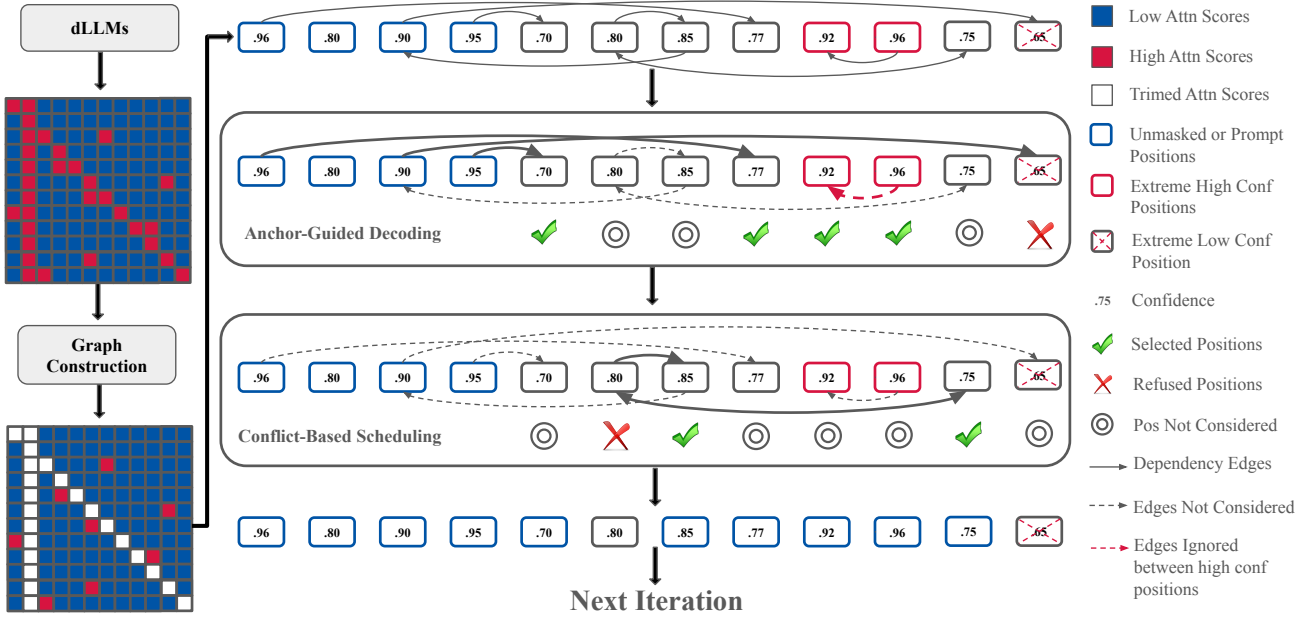 dLLMs
Graph
Construction
.96 .80 .90 .95 .70 .80 .85 .77 .92 .96 .75 .65
.96 .80 .90 .95 .70 .80 .85 .77 .92 .96 .75 .65
Anchor-Guided Decoding
.96 .80 .90 .95 .70 .80 .85 .77 .92 .96 .75 .65
Conflict-Based Scheduling
.96 .80 .90 .95 .70 .80 .85 .77 .92 .96 .75 .65
Next Iteration
Low Attn Scores
High Attn Scores
Trimed Attn Scores
Unmasked or Prompt
Positions
Extreme High Conf
Positions
Extreme Low Conf
Position
.75 Confidence
Selected Positions
Refused Positions
Pos Not Considered
Dependency Edges
Edges Not Considered
Edges Ignored
between high conf
positions